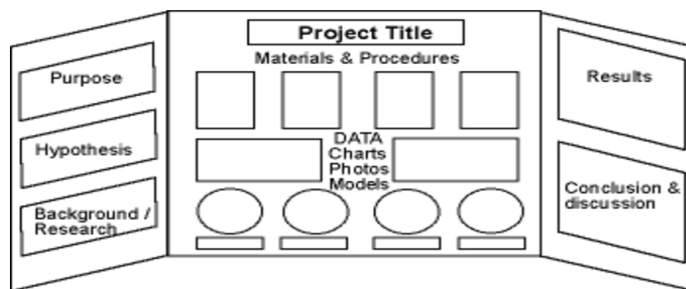 Purpose
Hypothesis
Background /
Research
Project Title
Materials & Procedures
DATA
Charts
Photos
Models
Results
Conclusion &
discussion